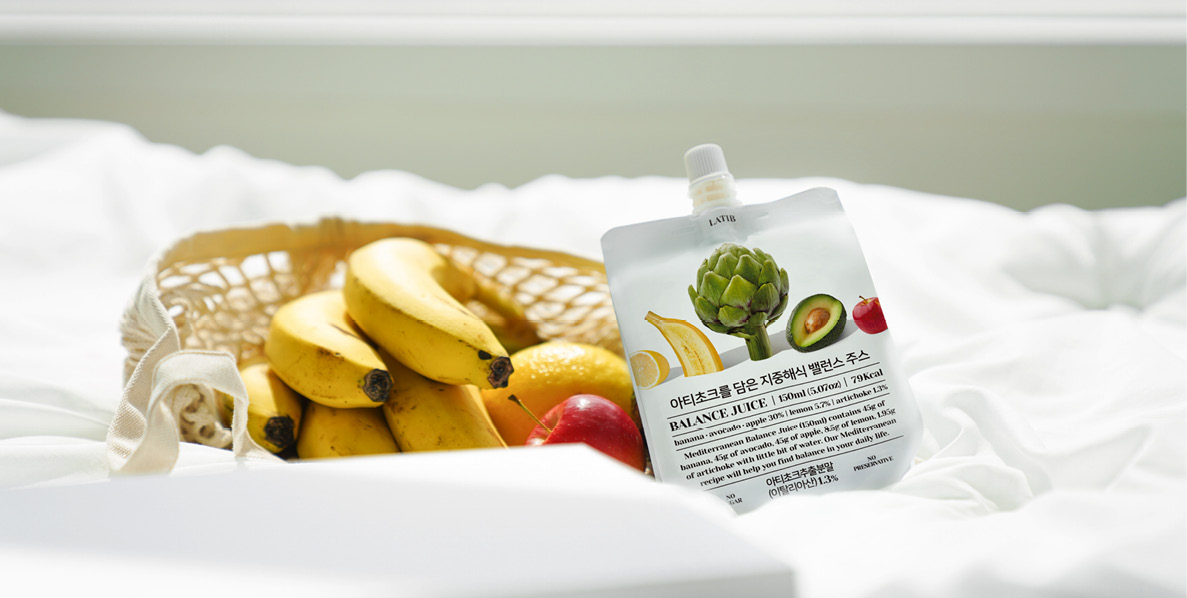 LATIB
아티초크를 담은 지중해식 밸런스 주스
BALANCE JUICE | 150ml (5.07oz) | 79Kcal
banana · avocado · apple 30% | lemon 5.7% | artichoke 1.3%
Mediterranean Balance Juice (150ml) contains 45g of
banana, 45g of avocado, 45g of apple, 8.5g of lemon, 1.95g
of artichoke with little bit of water. Our Mediterranean
recipe will help you find balance in your daily life.
아티초크추출분말
(이탈리아산) 1.3%
NO
NO
PRESERVATIVE